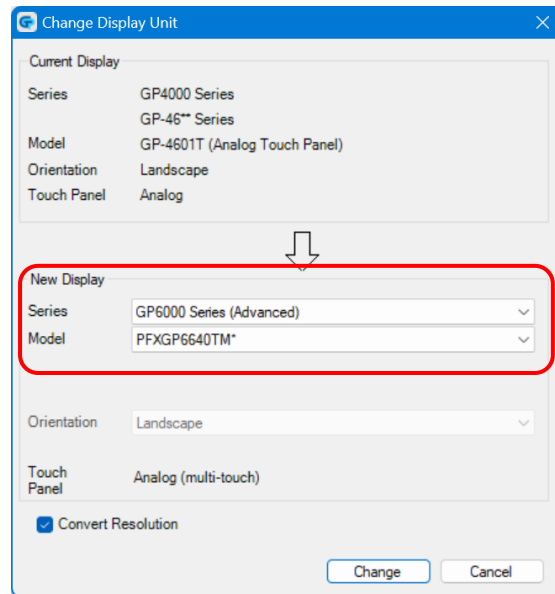 Change Display Unit
Current Display
Series GP4000 Series
GP-46** Series
Model GP-4601T (Analog Touch Panel)
Orientation Landscape
Touch Panel Analog
New Display
Series GP6000 Series (Advanced)
Model PFXGP6640TM*
Orientation Landscape
Touch
Panel Analog (multi-touch)
Convert Resolution
Change Cancel